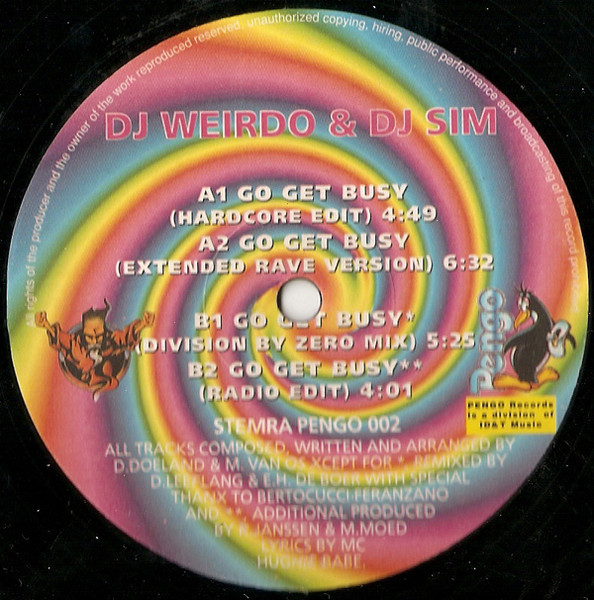 All rights of the producer and the owner of the work reproduced reserved. unauthorized copying, hiring, public performance and broadcasting of this record prohibited
DJ WEIRDO & DJ SIM
A1 GO GET BUSY
(HARDCORE EDIT) 4:49
A2 GO GET BUSY
(EXTENDED RAVE VERSION) 6:32
B1 GO GET BUSY*
(DIVISION BY ZERO MIX) 5:25
B2 GO GET BUSY**
(RADIO EDIT) 4:01
Pengo
PENGO Records
is a division of
ID&T Music
STEMRA PENGO 002
ALL TRACKS COMPOSED, WRITTEN AND ARRANGED BY
D.DOELAND & M. VAN OS XCEPT FOR *, REMIXED BY
D.LEEFLANG & E.H. DE BOER WITH SPECIAL
THANX TO BERTOCUCCI FERANZANO
AND **, ADDITIONAL PRODUCED
BY R.JANSSEN & M.MOED
LYRICS BY MC
HUGHIE BABE.